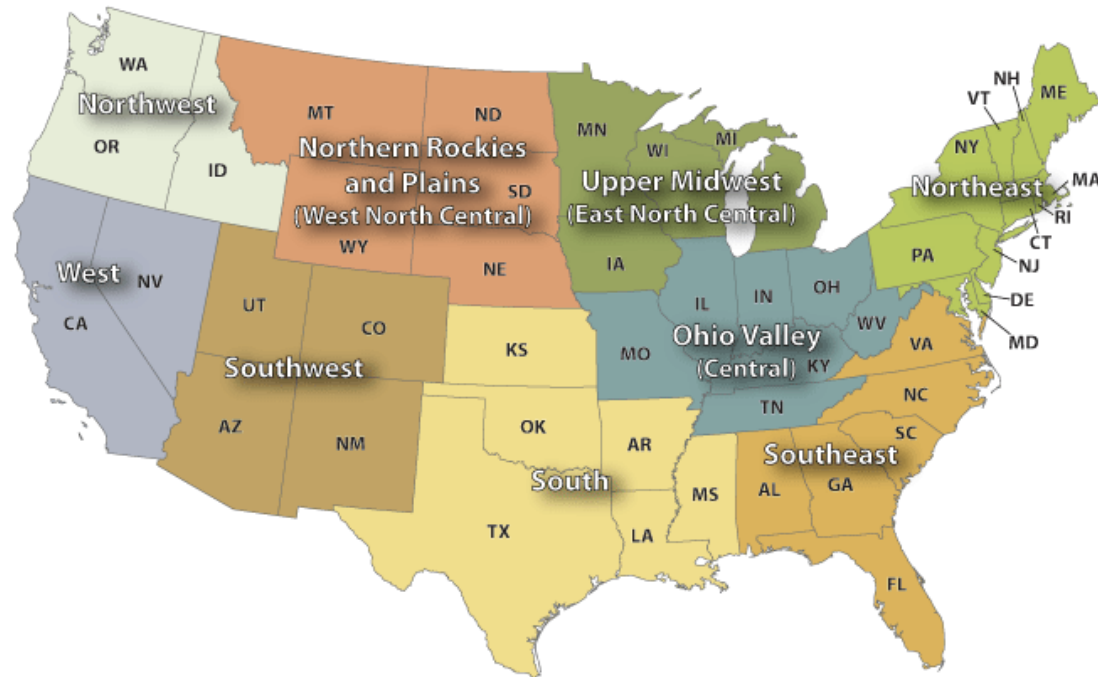 WA
Northwest
OR
ID
MT
ND
Northern Rockies
and Plains
(West North Central)
SD
WY
NE
MN
WI
MI
Upper Midwest
(East North Central)
IA
NH
VT
ME
NY
Northeast
MA
RI
CT
PA
NJ
DE
MD
West
NV
CA
UT
CO
Southwest
AZ
NM
KS
OK
AR
South
TX
LA
MS
IL
IN
OH
Ohio Valley
(Central)
WV
MO
KY
TN
VA
NC
SC
Southeast
AL
GA
FL